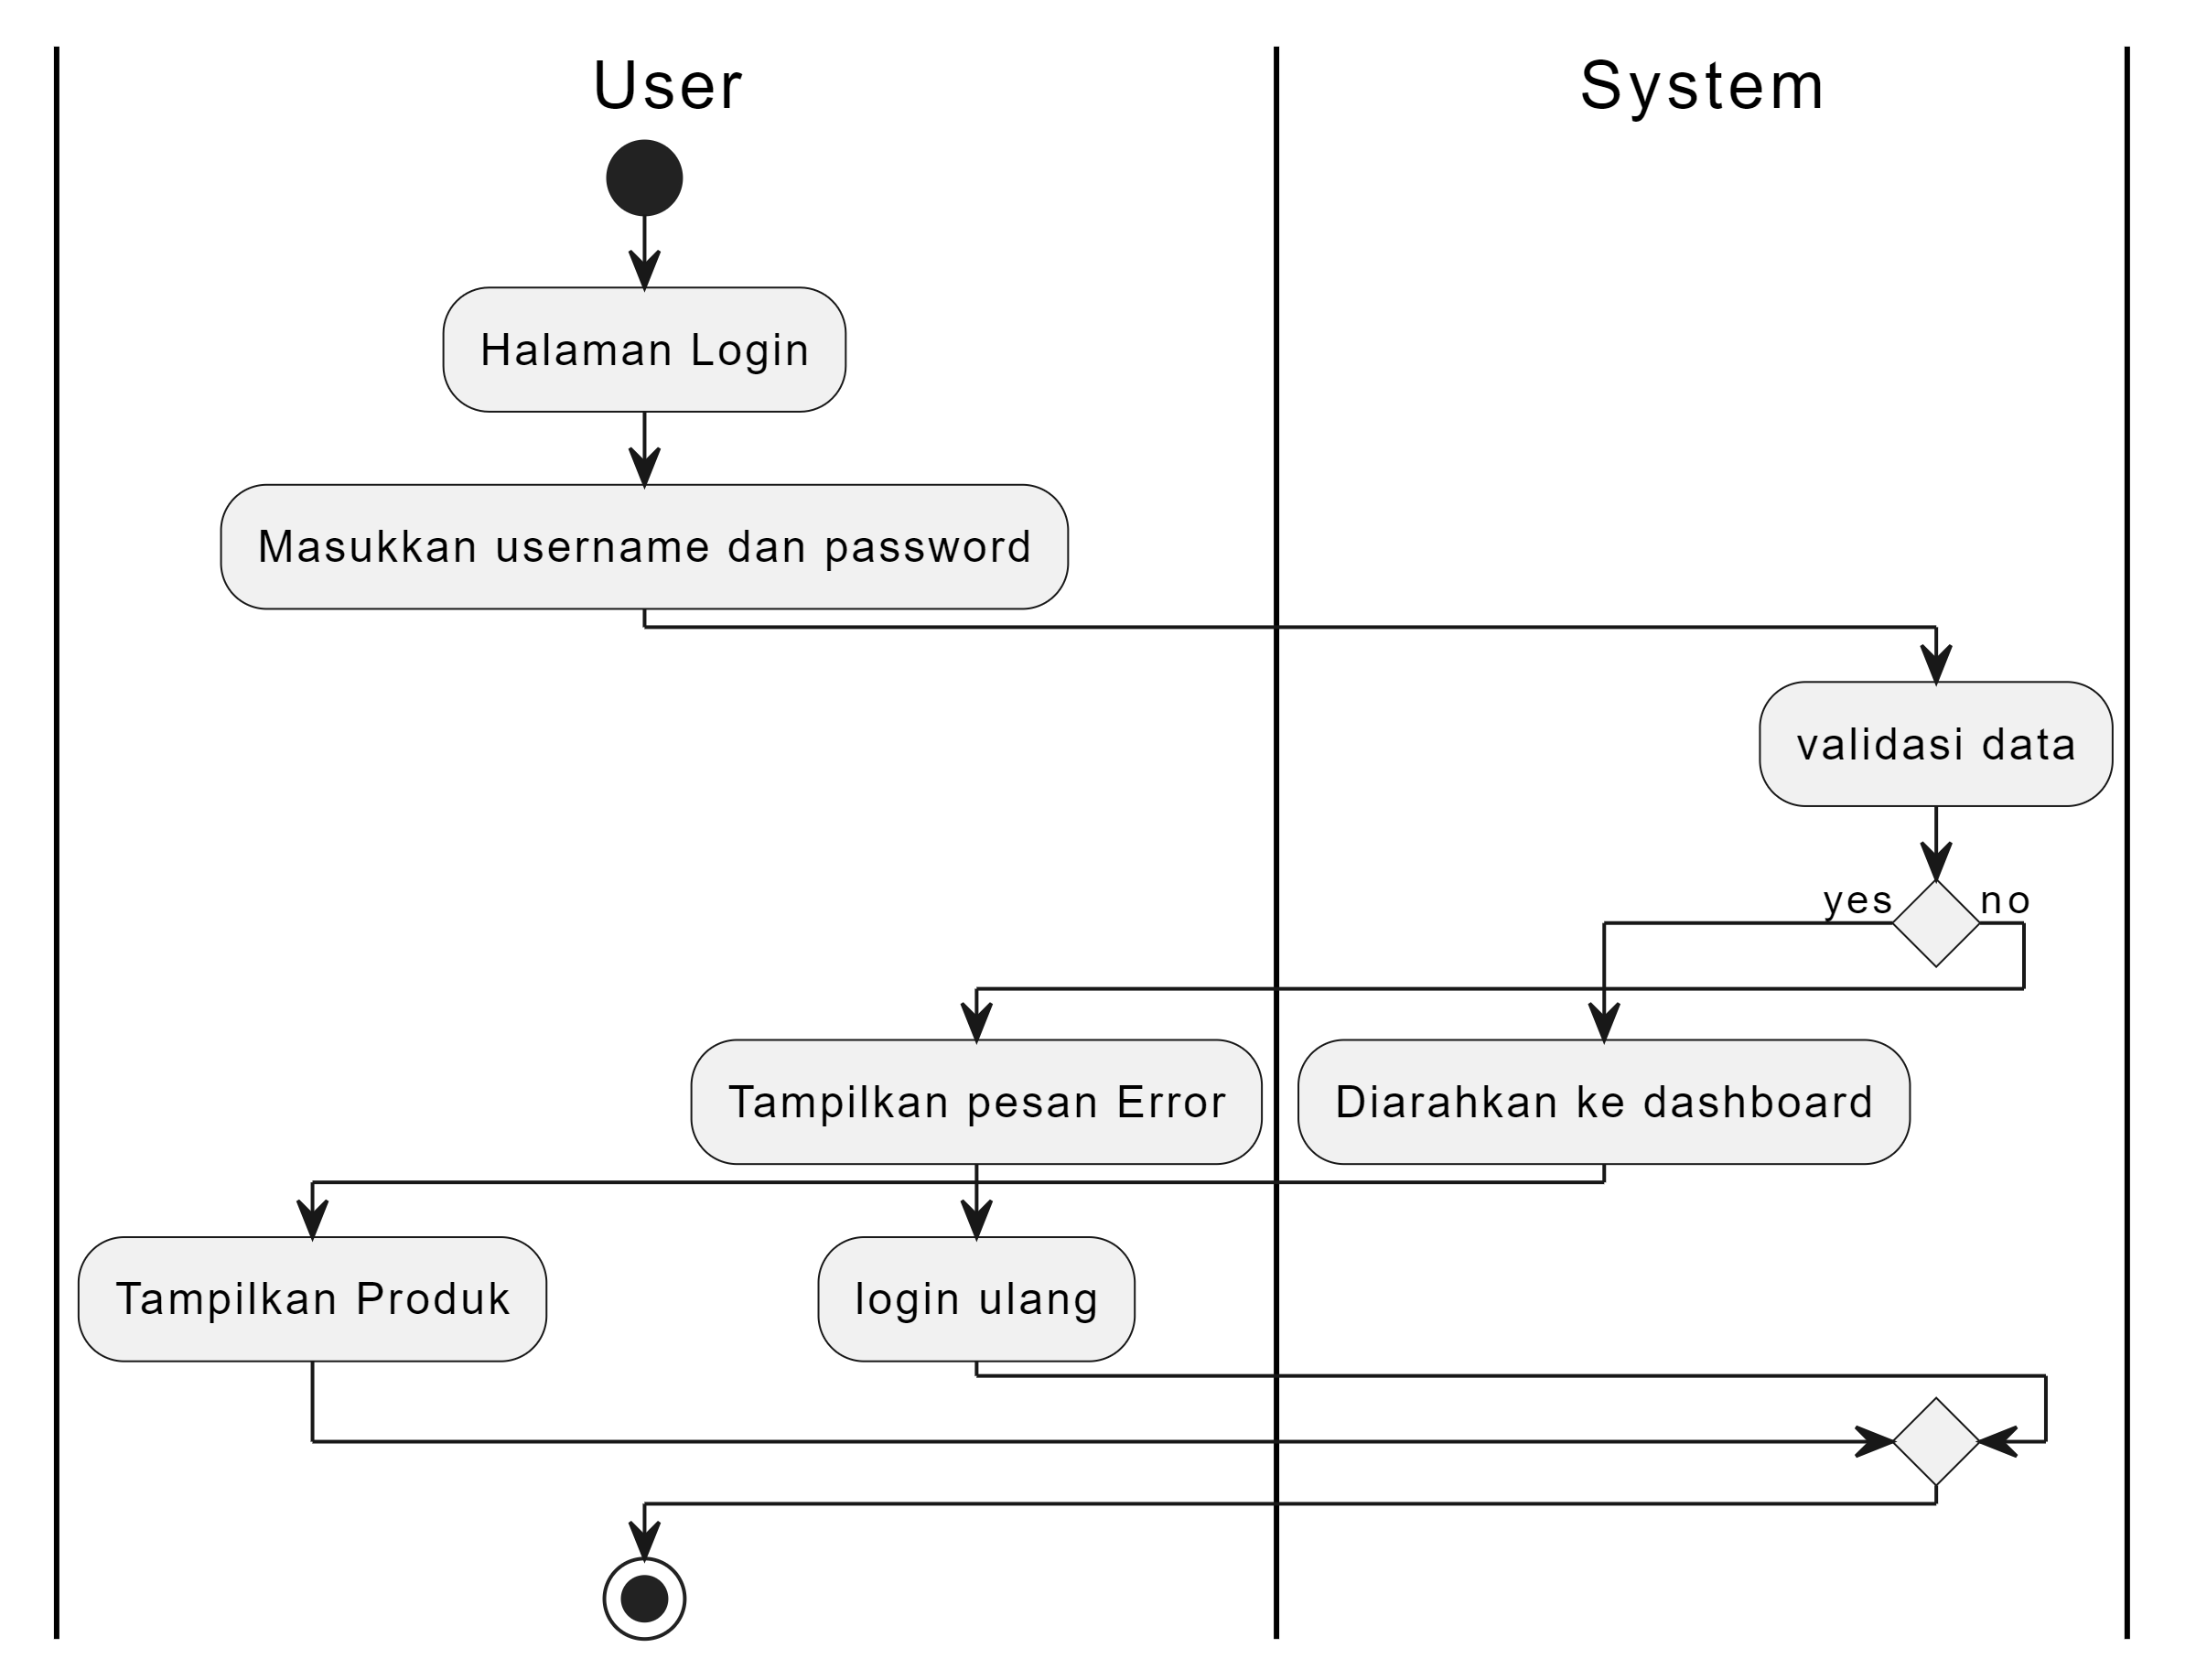 User
System
Halaman Login
Masukkan username dan password
validasi data
yes
no
Tampilkan pesan Error
Diarahkan ke dashboard
Tampilkan Produk
login ulang